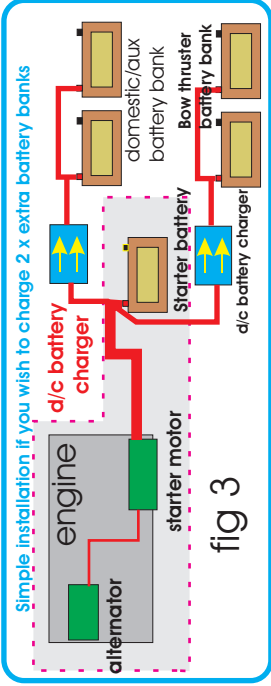 Simple installation if you wish to charge 2 x extra battery banks
engine
alternator
starter motor
d/c battery
charger
domestic/aux
battery bank
Starter battery
Bow thruster
battery bank
d/c battery charger
fig 3